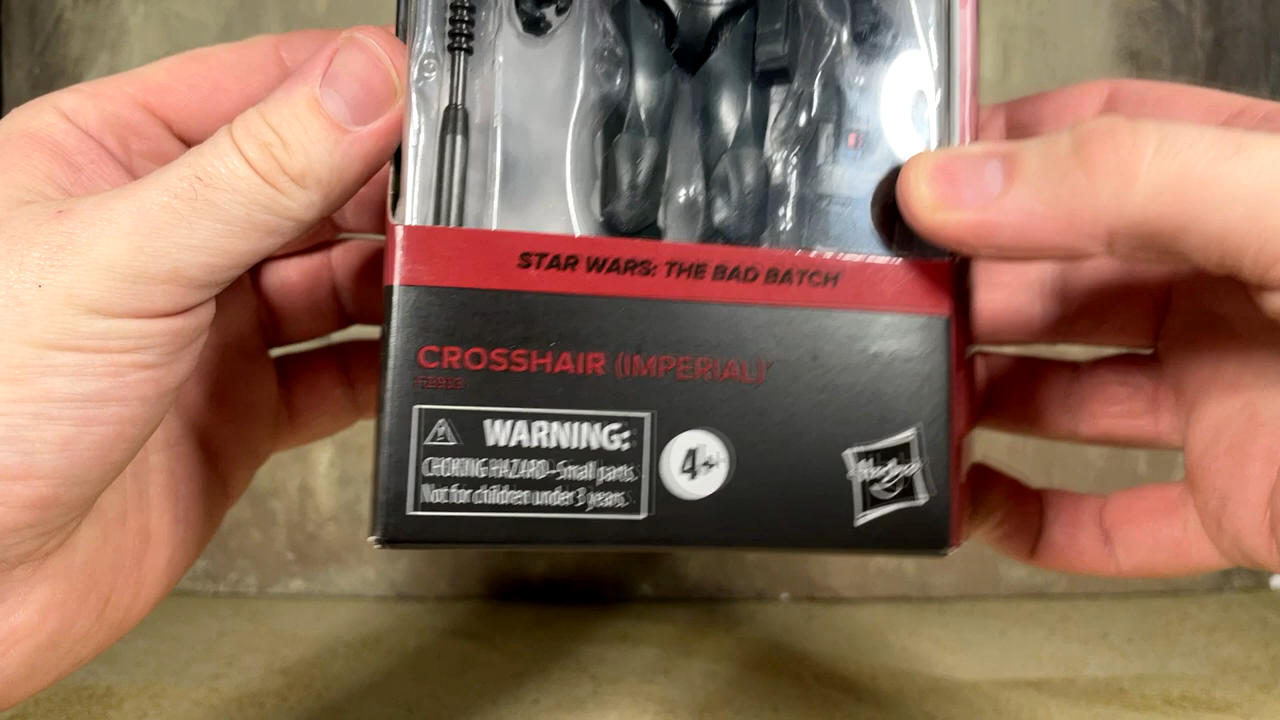 STAR WARS: THE BAD BATCH
CROSSHAIR (IMPERIAL)
WARNING:
CHOKING HAZARD–Small parts.
Not for children under 3 years.
4+
Hasbro